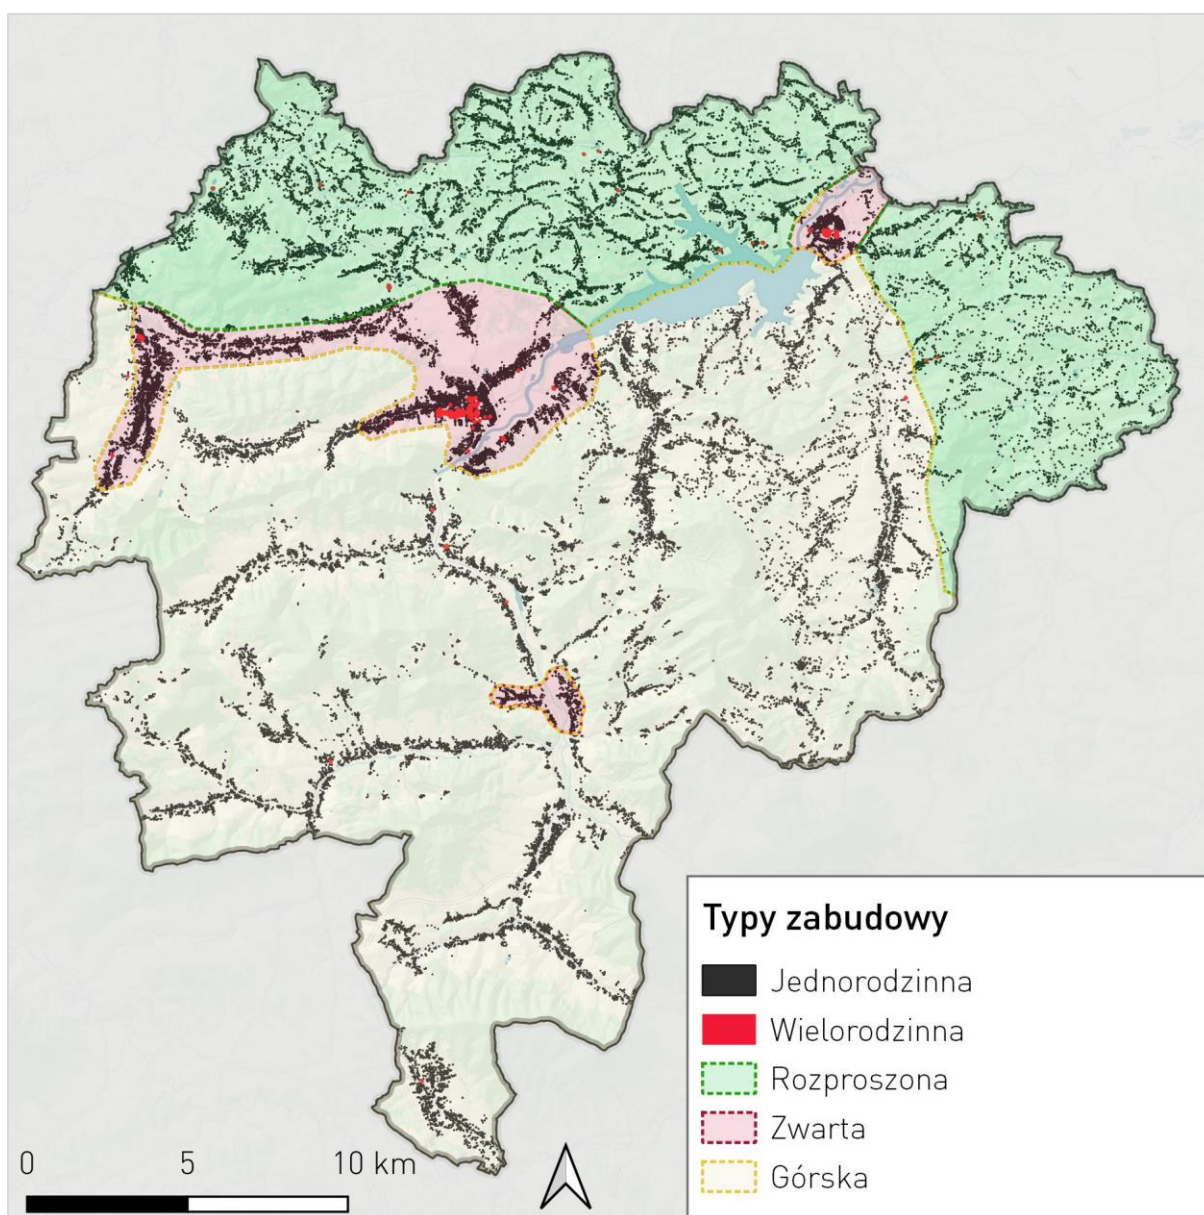 Typy zabudowy
Jednorodzinna
Wielorodzinna
Rozproszona
Zwarta
Górska
0 5 10 km